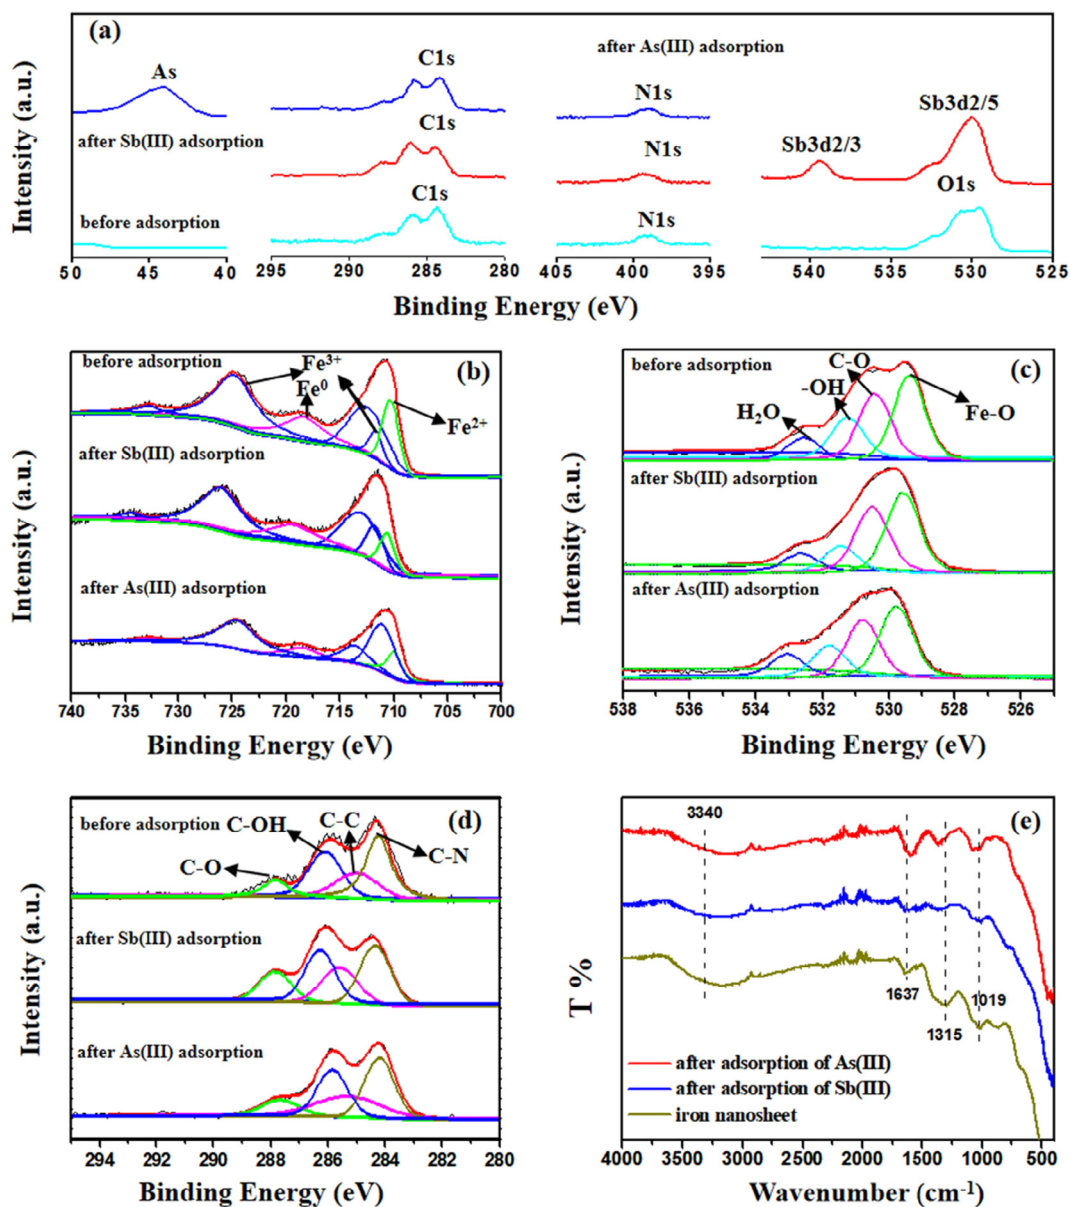 (a)
after As(III) adsorption
As
C1s
N1s
Sb3d2/5
after Sb(III) adsorption
C1s
N1s
Sb3d2/3
before adsorption
C1s
N1s
O1s
Intensity (a.u.)
50 45 40 295 290 285 280 405 400 395 540 535 530 525
Binding Energy (eV)
(b)
before adsorption
Fe³⁺
Fe⁰
Fe²⁺
after Sb(III) adsorption
after As(III) adsorption
Intensity (a.u.)
740 735 730 725 720 715 710 705 700
Binding Energy (eV)
(c)
before adsorption
C-O
-OH
H₂O
Fe-O
after Sb(III) adsorption
after As(III) adsorption
Intensity (a.u.)
538 536 534 532 530 528 526
Binding Energy (eV)
(d)
before adsorption
C-OH
C-C
C-N
C-O
after Sb(III) adsorption
after As(III) adsorption
Intensity (a.u.)
294 292 290 288 286 284 282 280
Binding Energy (eV)
(e)
3340
1637
1019
1315
after adsorption of As(III)
after adsorption of Sb(III)
iron nanosheet
T %
4000 3500 3000 2500 2000 1500 1000 500
Wavenumber (cm⁻¹)